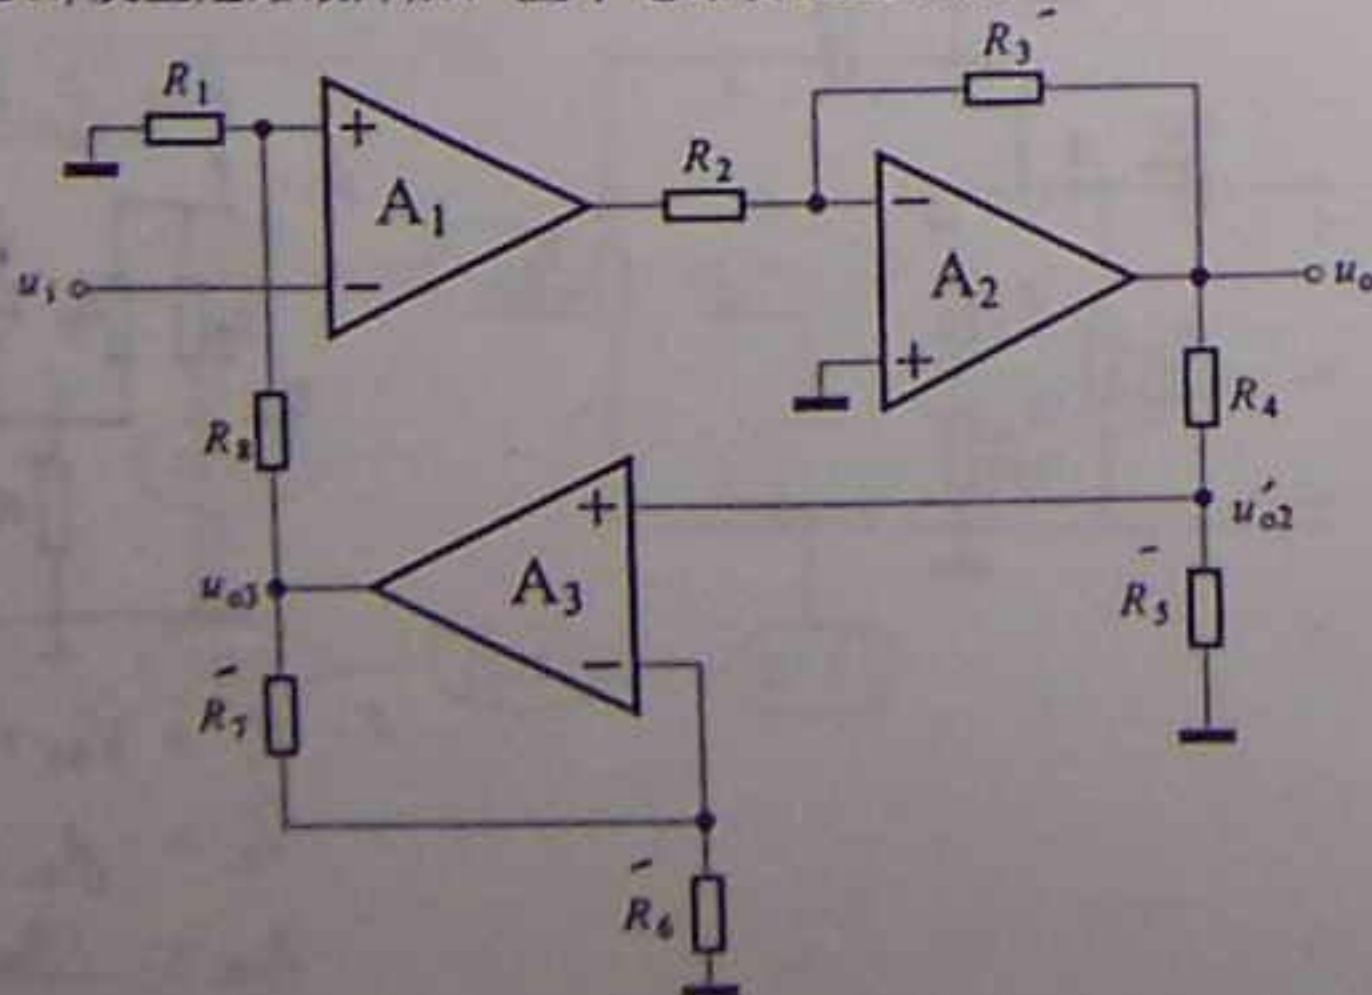 R₃
R₁
+
A₁
R₂
−
A₂
uᵢ
−
uₒ
+
R₄
R₈
+
u'ₒ₂
A₃
uₒ₃
R₅
−
R₇
R₆